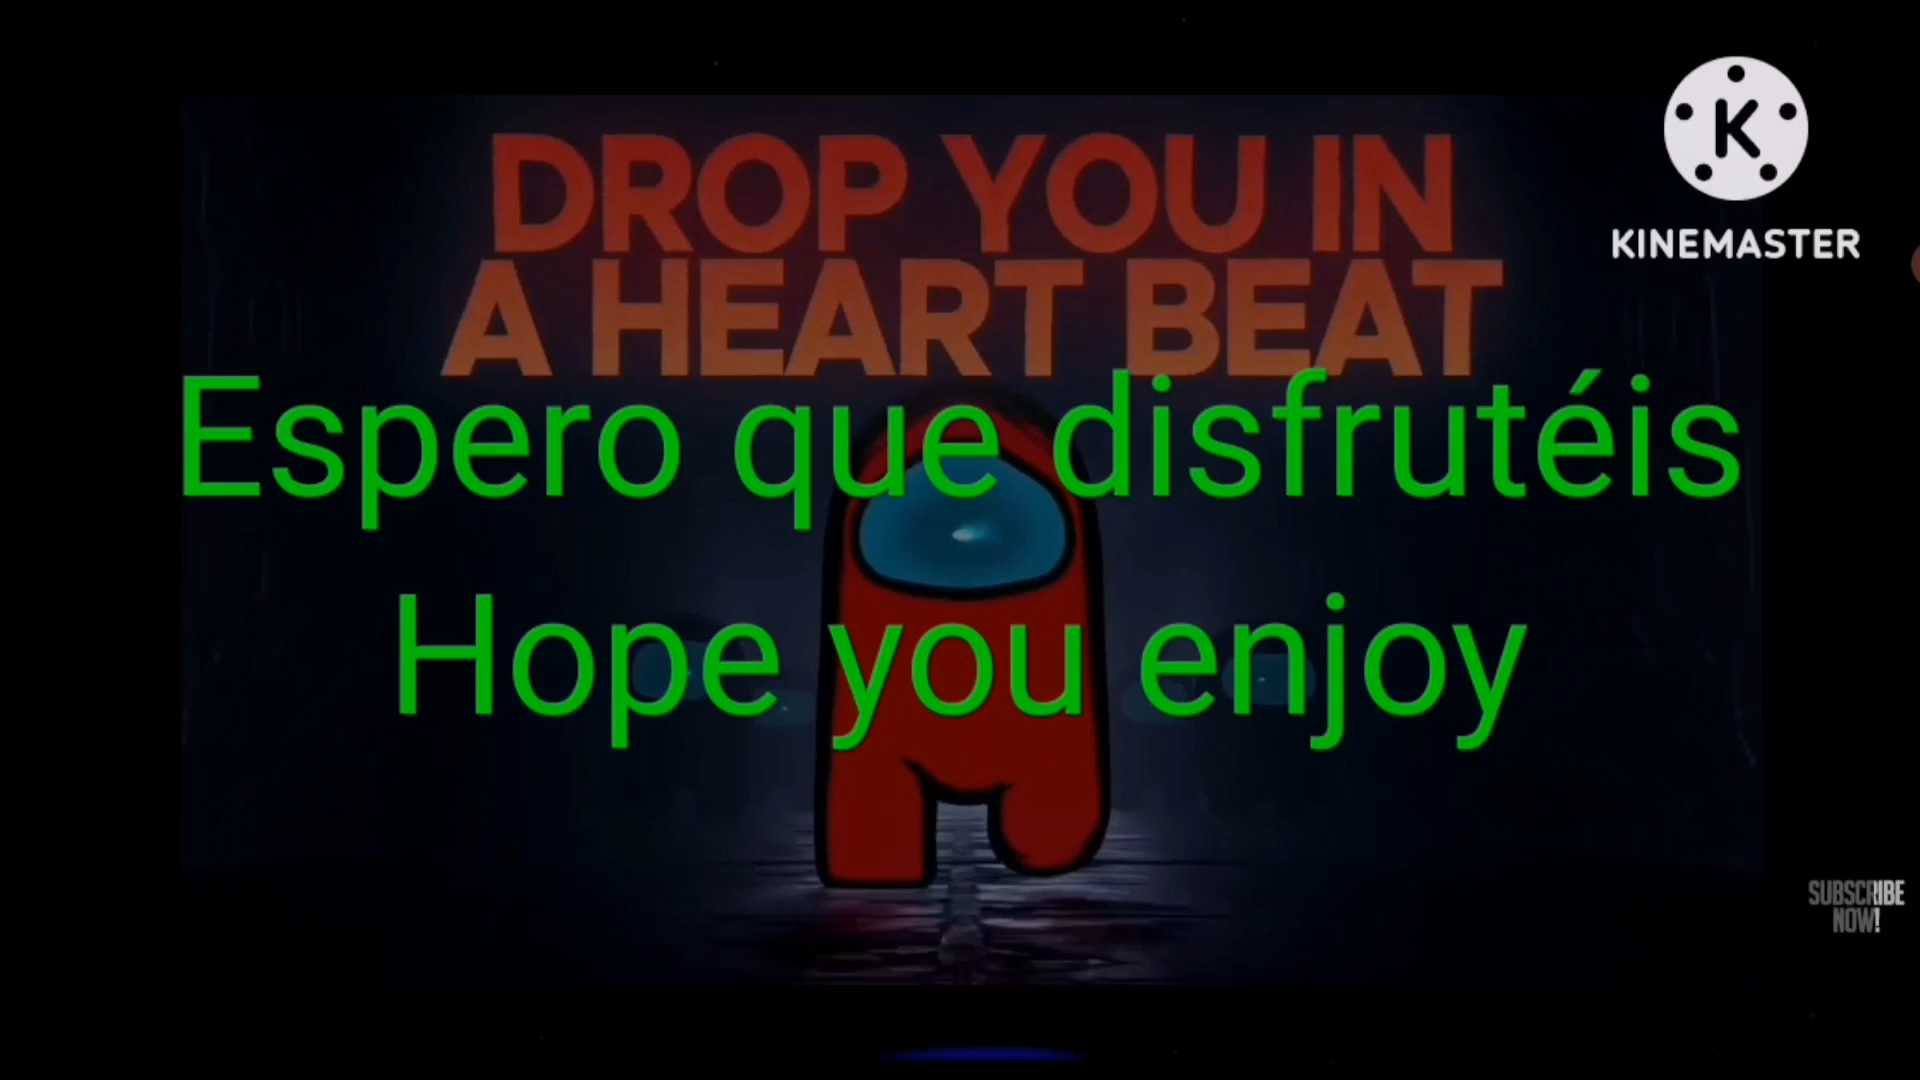 DROP YOU IN
A HEART BEAT
K
KINEMASTER
Espero que disfrutéis
Hope you enjoy
SUBSCRIBE
NOW!